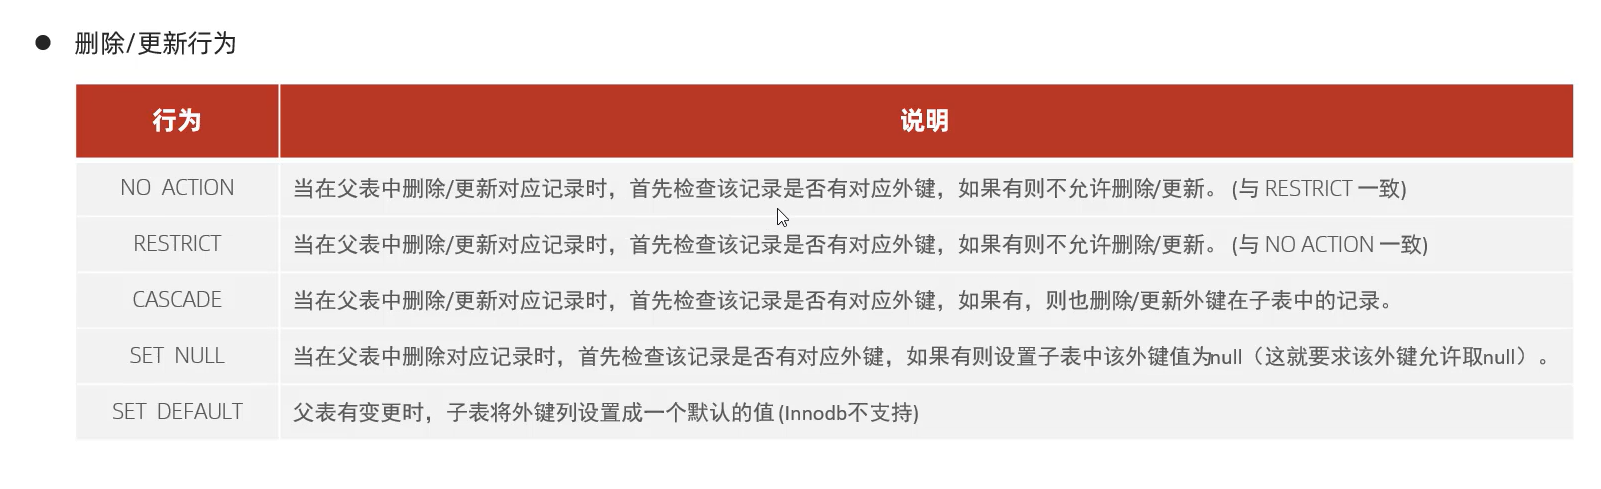 ● 删除/更新行为
行为 说明
NO ACTION 当在父表中删除/更新对应记录时，首先检查该记录是否有对应外键，如果有则不允许删除/更新。 (与 RESTRICT 一致)
RESTRICT 当在父表中删除/更新对应记录时，首先检查该记录是否有对应外键，如果有则不允许删除/更新。 (与 NO ACTION 一致)
CASCADE 当在父表中删除/更新对应记录时，首先检查该记录是否有对应外键，如果有，则也删除/更新外键在子表中的记录。
SET NULL 当在父表中删除对应记录时，首先检查该记录是否有对应外键，如果有则设置子表中该外键值为null（这就要求该外键允许取null）。
SET DEFAULT 父表有变更时，子表将外键列设置成一个默认的值 (Innodb不支持)